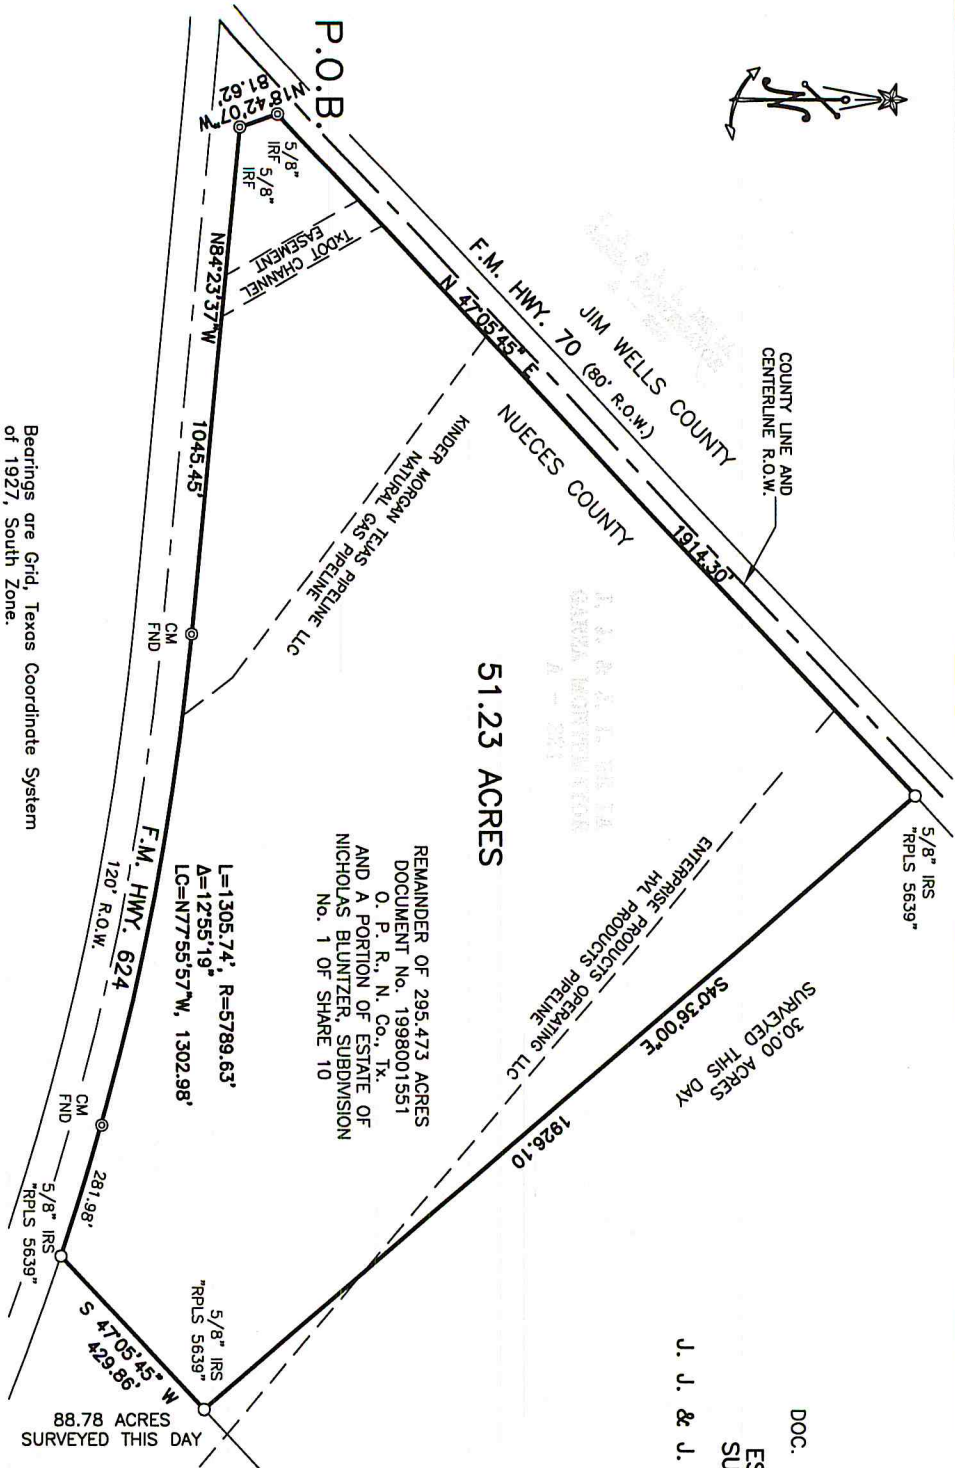 P.O.B.
N18°42'07"W
81.62'
5/8"
IRF
5/8"
IRF
TxDOT CHANNEL
EASEMENT
N84°23'37"W
1045.45'
N 47°05'45" E
1914.30'
F.M. HWY. 70 (80' R.O.W.)
JIM WELLS COUNTY
NUECES COUNTY
COUNTY LINE AND
CENTERLINE R.O.W.
KINDER MORGAN TEJAS PIPELINE LLC
NATURAL GAS PIPELINE
51.23 ACRES
5/8" IRS
"RPLS 5639"
ENTERPRISE PRODUCTS OPERATING LLC
HVL PRODUCTS PIPELINE
S40°36'00"E
1926.10
30.00 ACRES
SURVEYED THIS DAY
REMAINDER OF 295.473 ACRES
DOCUMENT No. 1998001551
O. P. R., N. Co., Tx.
AND A PORTION OF ESTATE OF
NICHOLAS BLUNTZER, SUBDIVISION
No. 1 OF SHARE 10
L=1305.74', R=5789.63'
Δ=12°55'19"
LC=N77°55'57"W, 1302.98'
CM
FND
F.M. HWY. 624
120' R.O.W.
CM
FND
281.98'
5/8" IRS
"RPLS 5639"
5/8" IRS
"RPLS 5639"
S 47°05'45" W
429.86'
88.78 ACRES
SURVEYED THIS DAY
Bearings are Grid, Texas Coordinate System
of 1927, South Zone.
DOC.
ES
SU
J. J. & J.